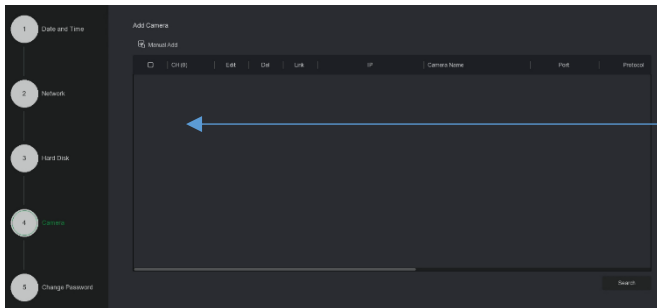 Add Camera
1 Date and Time
Manual Add
CH (0) Edit Del Link IP Camera Name Port Protocol
2 Network
3 Hard Disk
4 Camera
Search
5 Change Password